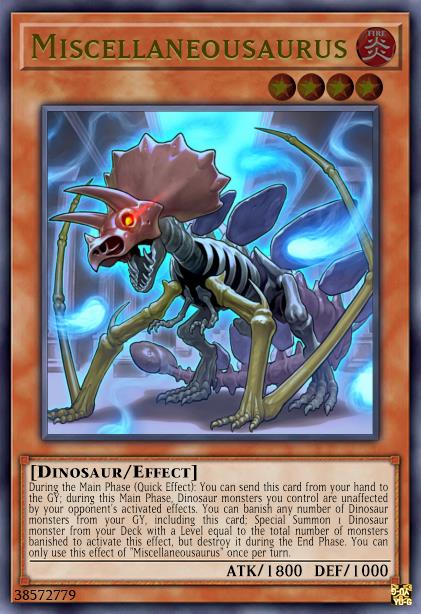 MISCELLANEOUSAURUS
FIRE
炎
[DINOSAUR/EFFECT]
During the Main Phase (Quick Effect): You can send this card from your hand to
the GY; during this Main Phase, Dinosaur monsters you control are unaffected
by your opponent's activated effects. You can banish any number of Dinosaur
monsters from your GY, including this card; Special Summon 1 Dinosaur
monster from your Deck with a Level equal to the total number of monsters
banished to activate this effect, but destroy it during the End Phase. You can
only use this effect of "Miscellaneousaurus" once per turn.
ATK/1800 DEF/1000
38572779